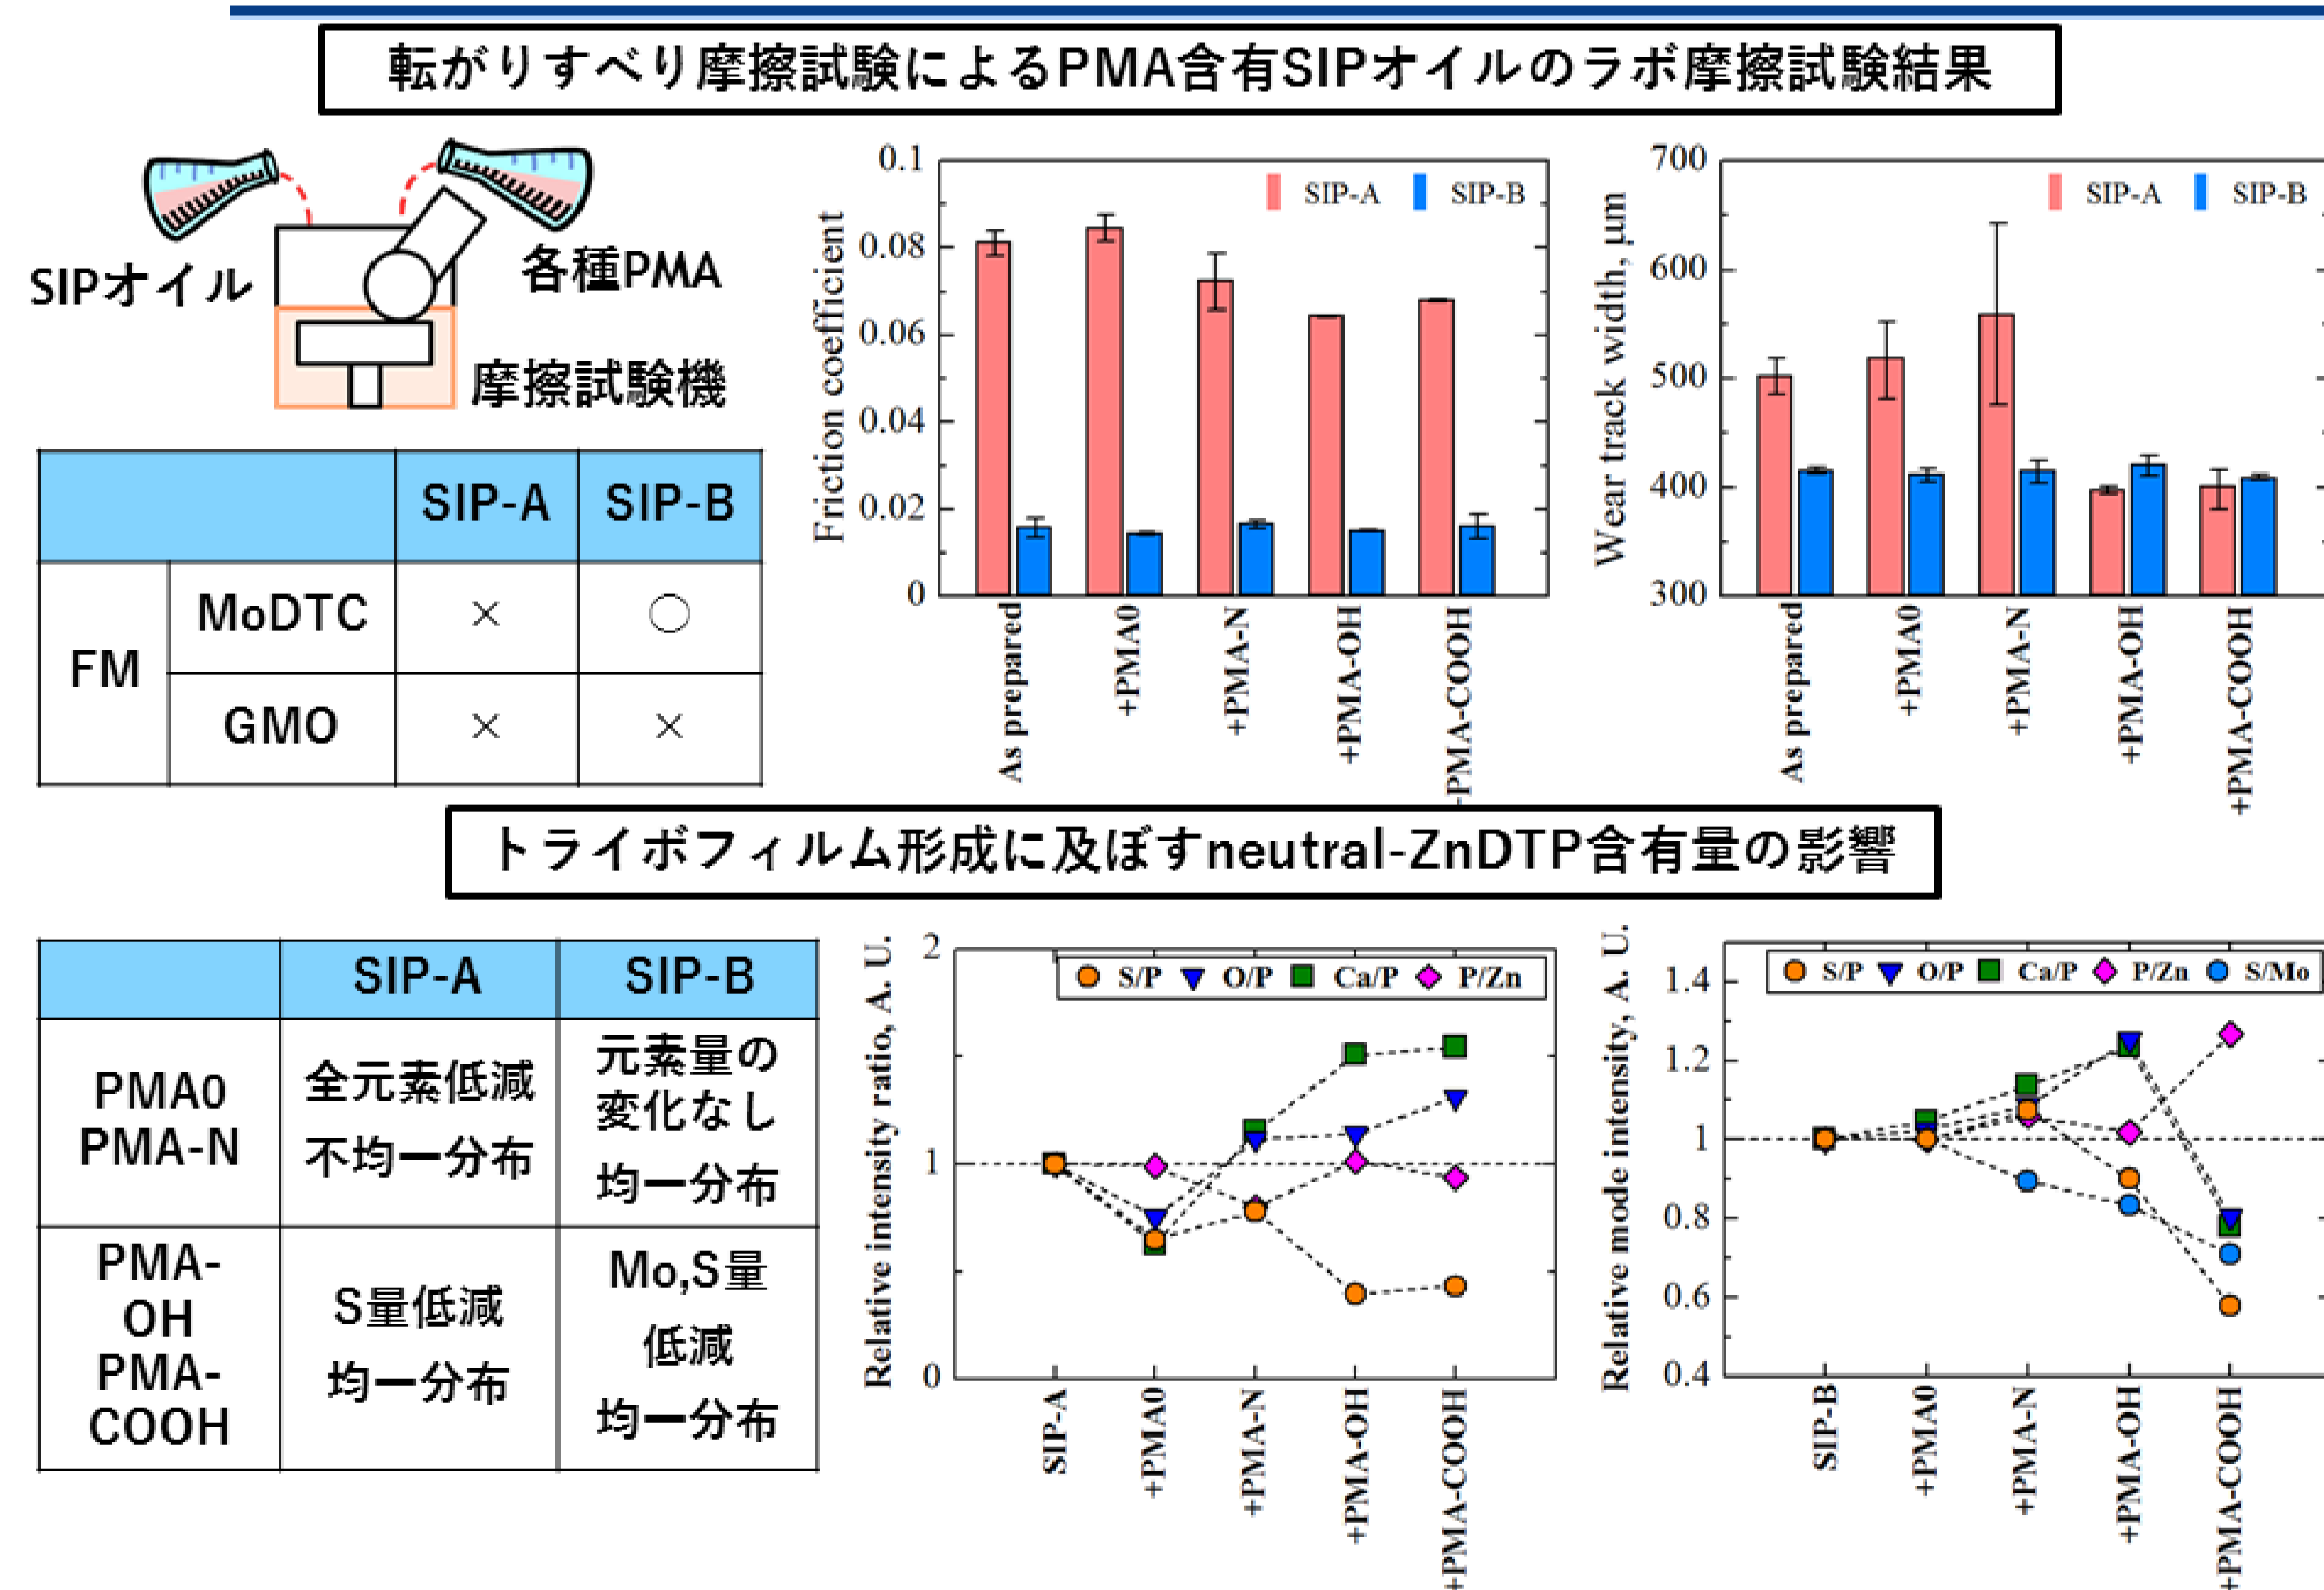 転がりすべり摩擦試験によるPMA含有SIPオイルのラボ摩擦試験結果
SIPオイル
各種PMA
摩擦試験機
SIP-A
SIP-B
FM
MoDTC
×
○
GMO
×
×
Friction coefficient
0.1
0.08
0.06
0.04
0.02
0
SIP-A
SIP-B
As prepared
+PMA0
+PMA-N
+PMA-OH
+PMA-COOH
Wear track width, μm
700
600
500
400
300
SIP-A
SIP-B
As prepared
+PMA0
+PMA-N
+PMA-OH
+PMA-COOH
トライボフィルム形成に及ぼすneutral-ZnDTP含有量の影響
SIP-A
SIP-B
PMA0
PMA-N
全元素低減
不均一分布
元素量の
変化なし
均一分布
PMA-
OH
PMA-
COOH
S量低減
均一分布
Mo,S量
低減
均一分布
Relative intensity ratio, A. U.
2
1
0
S/P
O/P
Ca/P
P/Zn
SIP-A
+PMA0
+PMA-N
+PMA-OH
+PMA-COOH
Relative mode intensity, A. U.
1.4
1.2
1
0.8
0.6
0.4
S/P
O/P
Ca/P
P/Zn
S/Mo
SIP-B
+PMA0
+PMA-N
+PMA-OH
+PMA-COOH